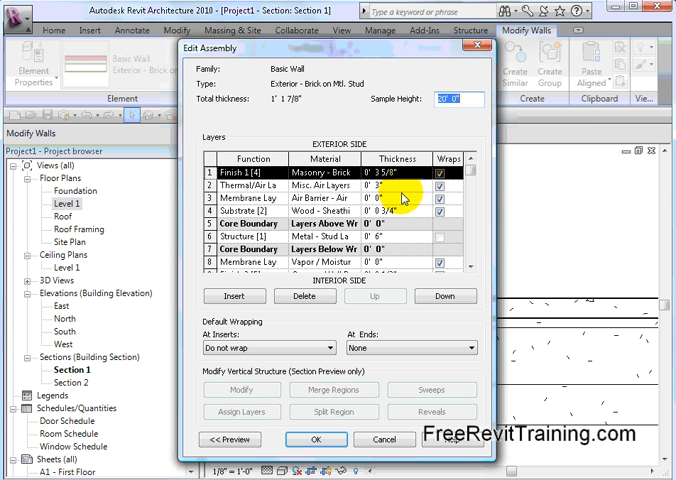 Autodesk Revit Architecture 2010 - [Project1 - Section: Section 1]
Type a keyword or phrase
Home
Insert
Annotate
Modify
Massing & Site
Collaborate
View
Manage
Add-Ins
Structure
Modify Walls
Element
Properties
Basic Wall
Exterior - Brick on Mtl. Stud
Element
Create
Similar
Create
Group
Create
Paste
Aligned
Clipboard
Vie...
Modify Walls
Project1 - Project browser
Views (all)
Floor Plans
Foundation
Level 1
Roof
Roof Framing
Site Plan
Ceiling Plans
Level 1
3D Views
Elevations (Building Elevation)
East
North
South
West
Sections (Building Section)
Section 1
Section 2
Legends
Schedules/Quantities
Door Schedule
Room Schedule
Window Schedule
Sheets (all)
A1 - First Floor
Edit Assembly
Family: Basic Wall
Type: Exterior - Brick on Mtl. Stud
Total thickness: 1' 1 7/8" Sample Height: 20' 0"
Layers
EXTERIOR SIDE
Function Material Thickness Wraps
1 Finish 1 [4] Masonry - Brick 0' 3 5/8"
2 Thermal/Air La Misc. Air Layers 0' 3"
3 Membrane Lay Air Barrier - Air 0' 0"
4 Substrate [2] Wood - Sheathi 0' 0 3/4"
5 Core Boundary Layers Above Wr 0' 0"
6 Structure [1] Metal - Stud La 0' 6"
7 Core Boundary Layers Below Wr 0' 0"
8 Membrane Lay Vapor / Moistur 0' 0"
INTERIOR SIDE
Insert Delete Up Down
Default Wrapping
At Inserts: At Ends:
Do not wrap None
Modify Vertical Structure (Section Preview only)
Modify Merge Regions Sweeps
Assign Layers Split Region Reveals
<< Preview OK Cancel
FreeRevitTraining.com
1/8" = 1'-0"